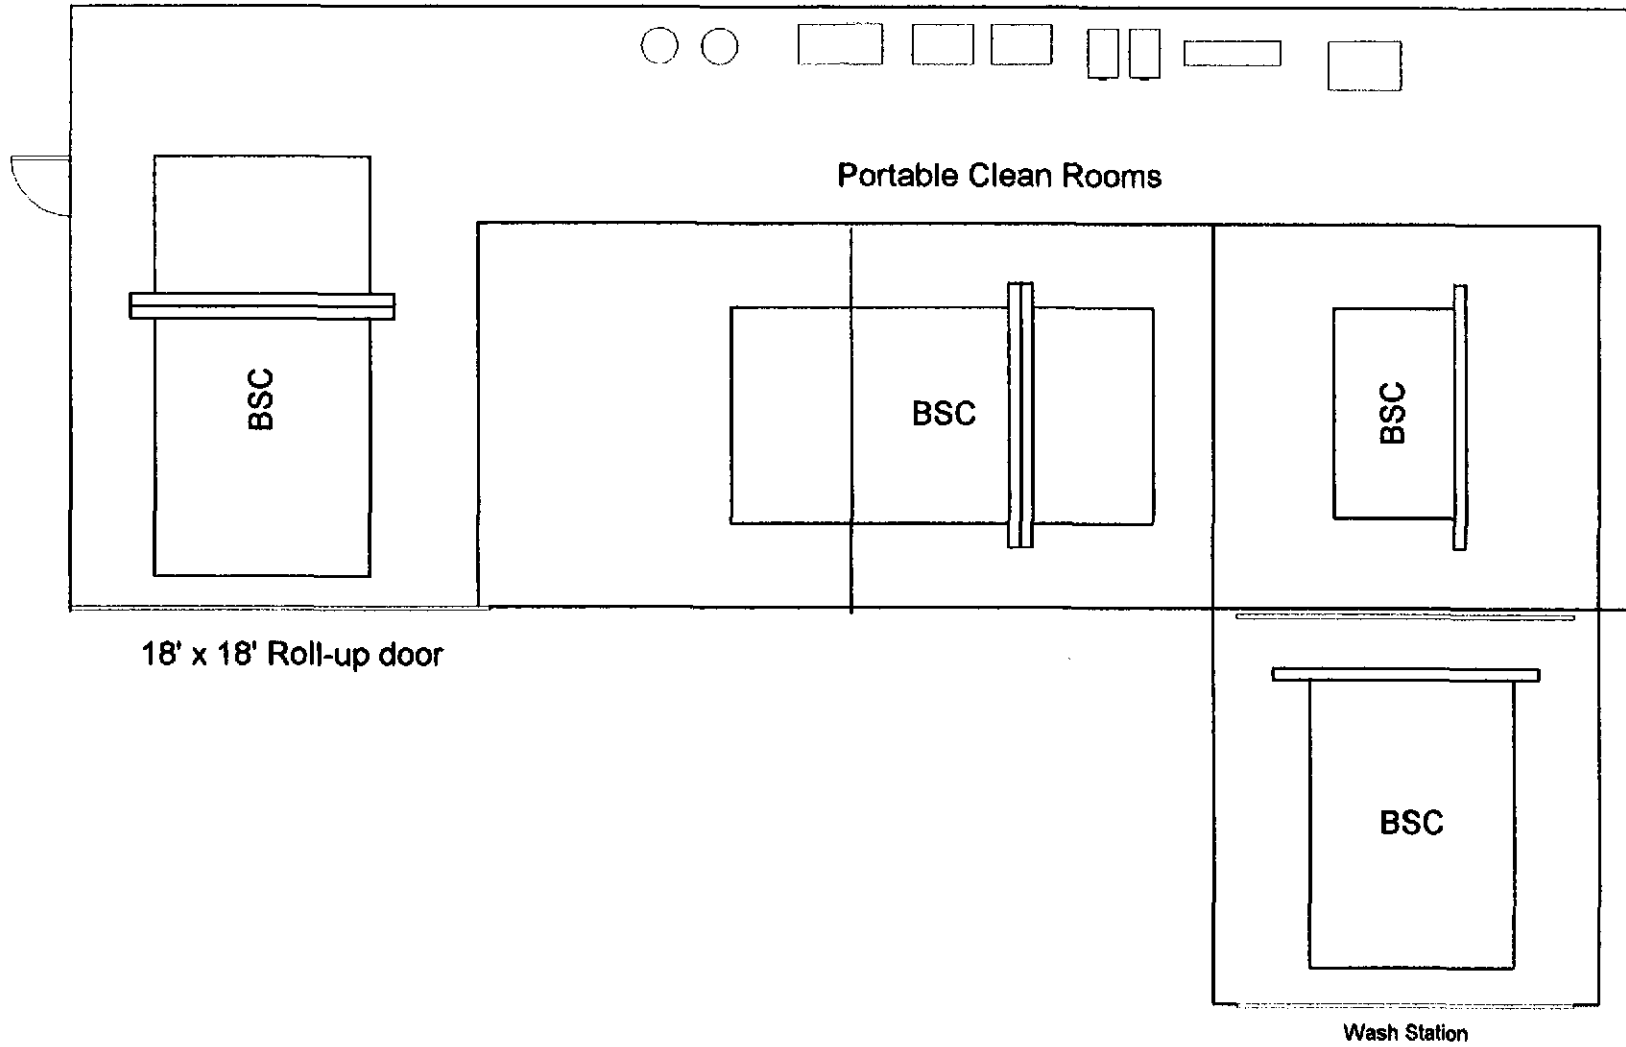 Portable Clean Rooms
BSC
BSC
BSC
18' x 18' Roll-up door
BSC
Wash Station